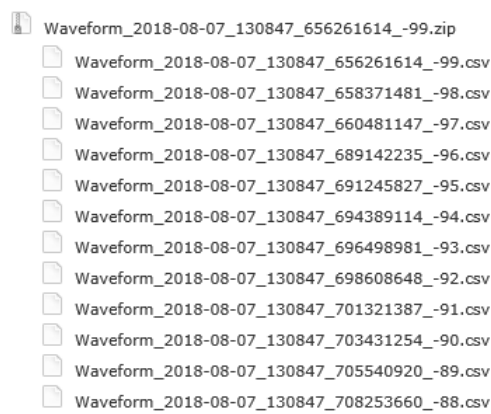 Waveform_2018-08-07_130847_656261614_-99.zip
Waveform_2018-08-07_130847_656261614_-99.csv
Waveform_2018-08-07_130847_658371481_-98.csv
Waveform_2018-08-07_130847_660481147_-97.csv
Waveform_2018-08-07_130847_689142235_-96.csv
Waveform_2018-08-07_130847_691245827_-95.csv
Waveform_2018-08-07_130847_694389114_-94.csv
Waveform_2018-08-07_130847_696498981_-93.csv
Waveform_2018-08-07_130847_698608648_-92.csv
Waveform_2018-08-07_130847_701321387_-91.csv
Waveform_2018-08-07_130847_703431254_-90.csv
Waveform_2018-08-07_130847_705540920_-89.csv
Waveform_2018-08-07_130847_708253660_-88.csv